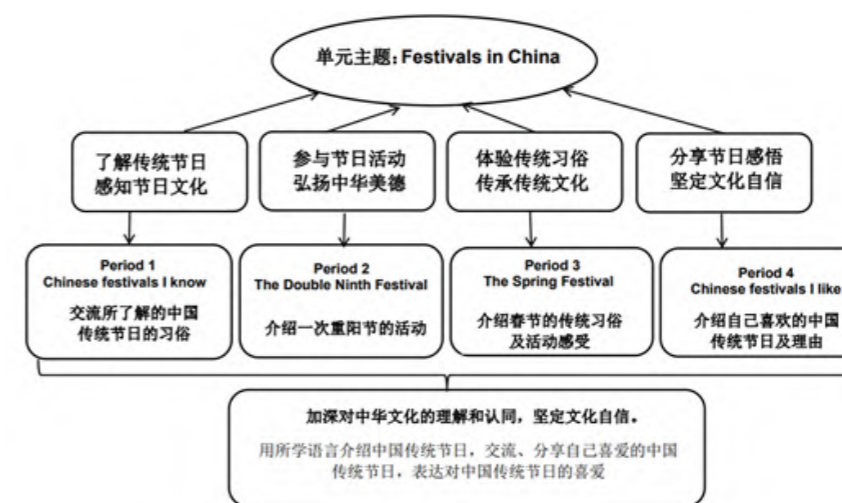 单元主题: Festivals in China
了解传统节日
感知节日文化
参与节日活动
弘扬中华美德
体验传统习俗
传承传统文化
分享节日感悟
坚定文化自信
Period 1
Chinese festivals I know
交流所了解的中国
传统节日的习俗
Period 2
The Double Ninth Festival
介绍一次重阳节的活动
Period 3
The Spring Festival
介绍春节的传统习俗
及活动感受
Period 4
Chinese festivals I like
介绍自己喜欢的中国
传统节日及理由
加深对中华文化的理解和认同，坚定文化自信。
用所学语言介绍中国传统节日，交流、分享自己喜爱的中国
传统节日，表达对中国传统节日的喜爱